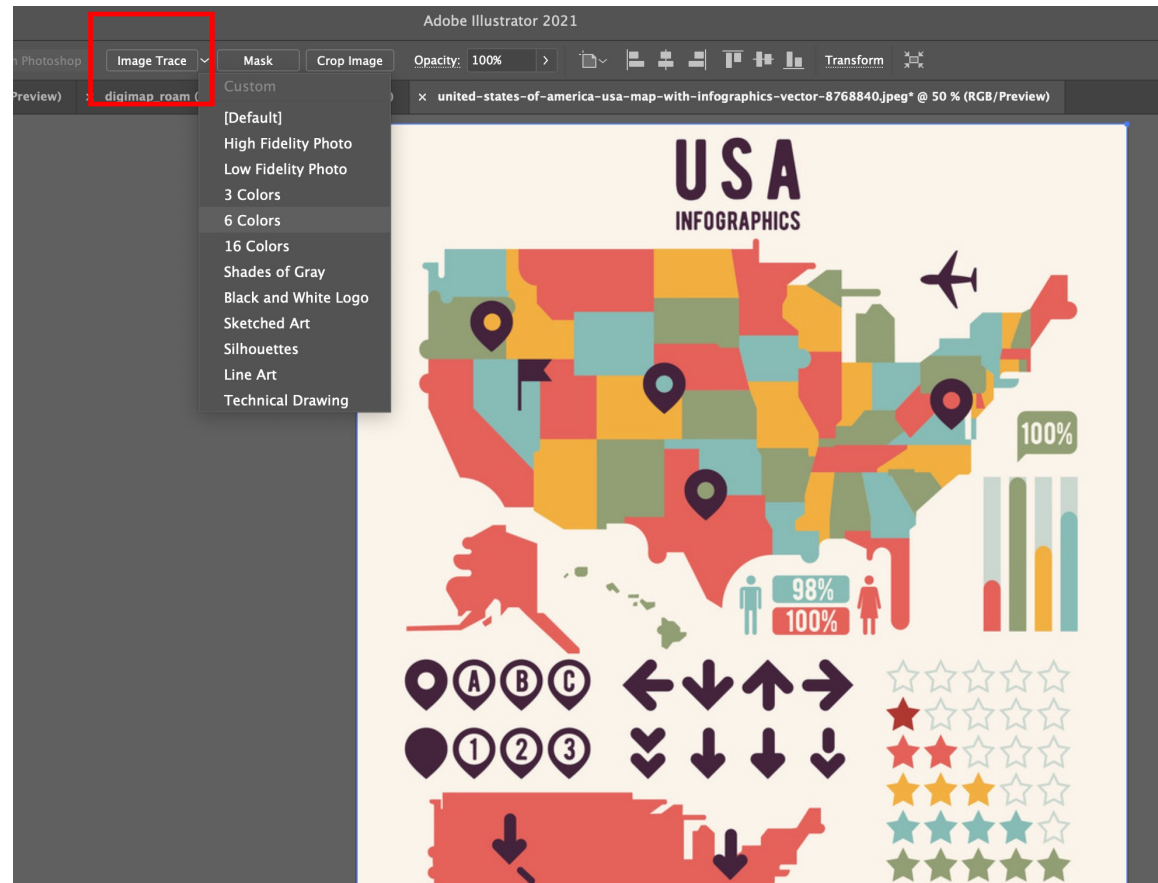 Adobe Illustrator 2021
n Photoshop Image Trace Mask Crop Image Opacity: 100% Transform
Preview) × digimap_roam ( ) × united-states-of-america-usa-map-with-infographics-vector-8768840.jpeg* @ 50 % (RGB/Preview)
Custom
[Default]
High Fidelity Photo
Low Fidelity Photo
3 Colors
6 Colors
16 Colors
Shades of Gray
Black and White Logo
Sketched Art
Silhouettes
Line Art
Technical Drawing
USA
INFOGRAPHICS
100%
98%
100%
A B C
1 2 3